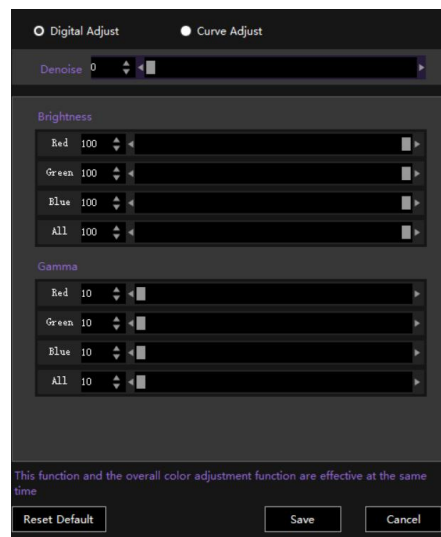 Digital Adjust Curve Adjust
Denoise 0
Brightness
Red 100
Green 100
Blue 100
All 100
Gamma
Red 10
Green 10
Blue 10
All 10
This function and the overall color adjustment function are effective at the same
time
Reset Default Save Cancel